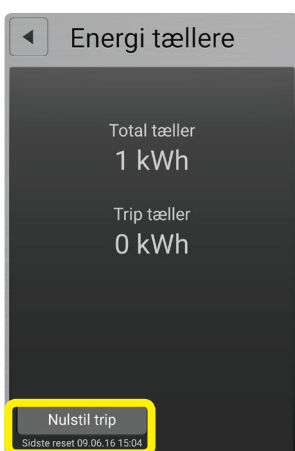 Energi tællere
Total tæller
1 kWh
Trip tæller
0 kWh
Nulstil trip
Sidste reset 09.06.16 15:04